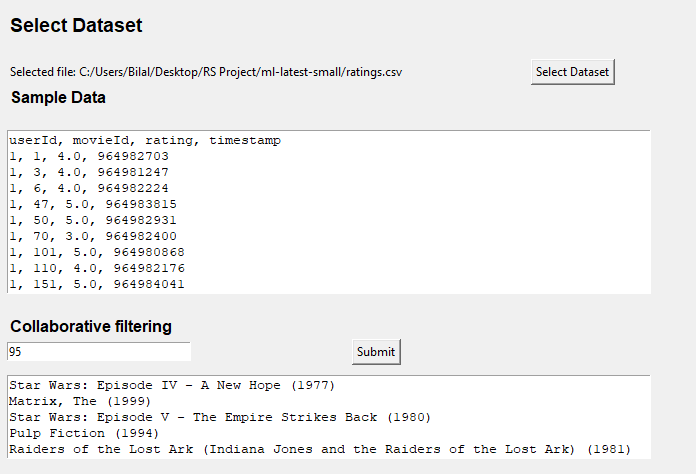 Select Dataset
Selected file: C:/Users/Bilal/Desktop/RS Project/ml-latest-small/ratings.csv
Select Dataset
Sample Data
userId, movieId, rating, timestamp
1, 1, 4.0, 964982703
1, 3, 4.0, 964981247
1, 6, 4.0, 964982224
1, 47, 5.0, 964983815
1, 50, 5.0, 964982931
1, 70, 3.0, 964982400
1, 101, 5.0, 964980868
1, 110, 4.0, 964982176
1, 151, 5.0, 964984041
Collaborative filtering
95
Submit
Star Wars: Episode IV - A New Hope (1977)
Matrix, The (1999)
Star Wars: Episode V - The Empire Strikes Back (1980)
Pulp Fiction (1994)
Raiders of the Lost Ark (Indiana Jones and the Raiders of the Lost Ark) (1981)